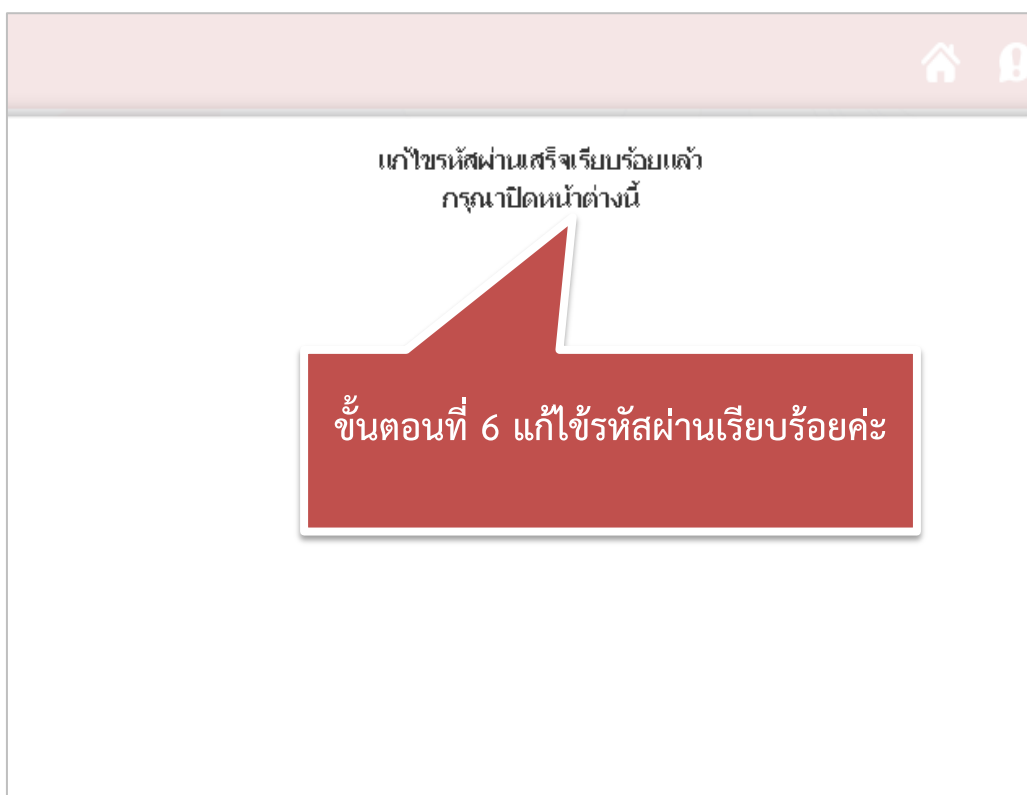 แก้ไขรหัสผ่านเสร็จเรียบร้อยแล้ว
กรุณาปิดหน้าต่างนี้
ขั้นตอนที่ 6 แก้ไข้รหัสผ่านเรียบร้อยค่ะ